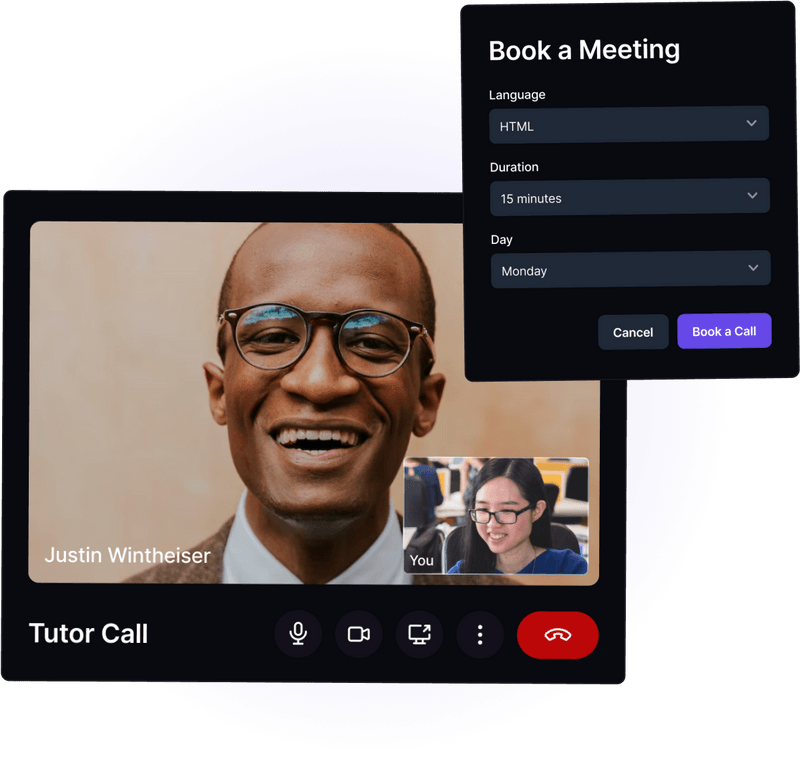 Book a Meeting
Language
HTML
Duration
15 minutes
Day
Monday
Cancel
Book a Call
Justin Wintheiser
You
Tutor Call